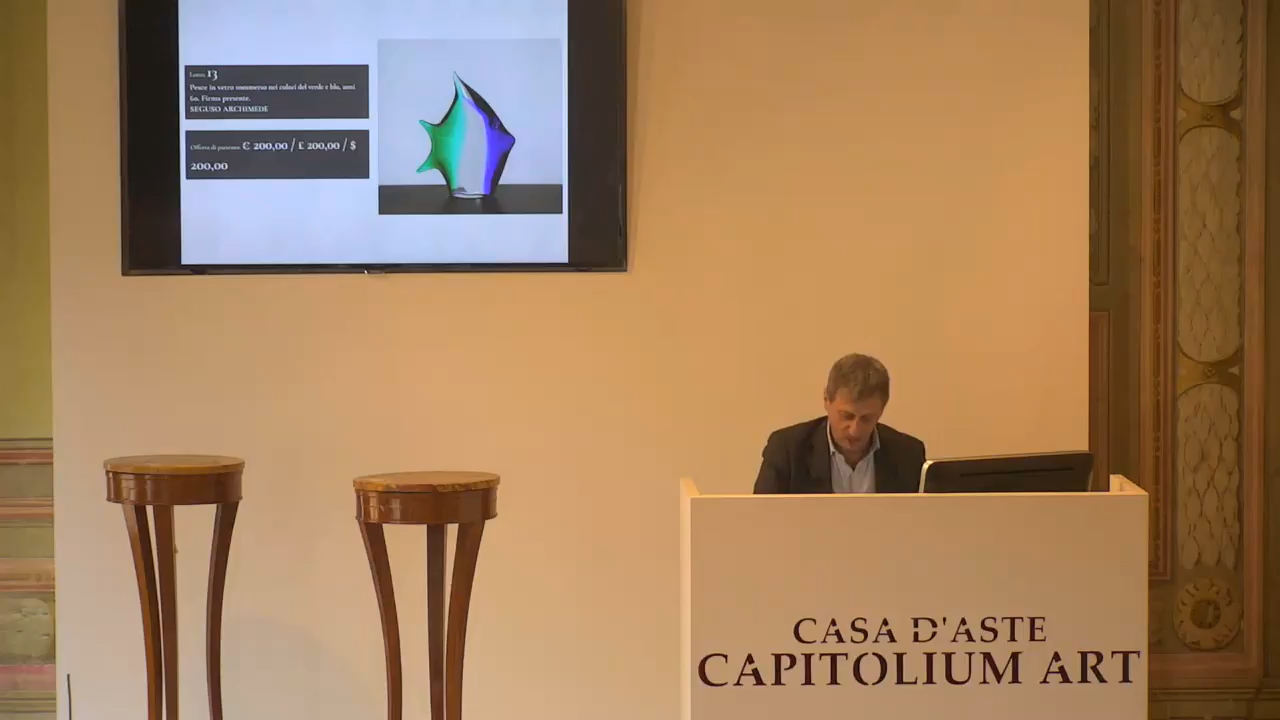 Lotto 13
Pesce in vetro sommerso nei colori del verde e blu, anni
60. Firma presente.
SEGUSO ARCHIMEDE
Offerta di partenza € 200,00 / £ 200,00 / $
200,00
CASA D'ASTE
CAPITOLIUM ART